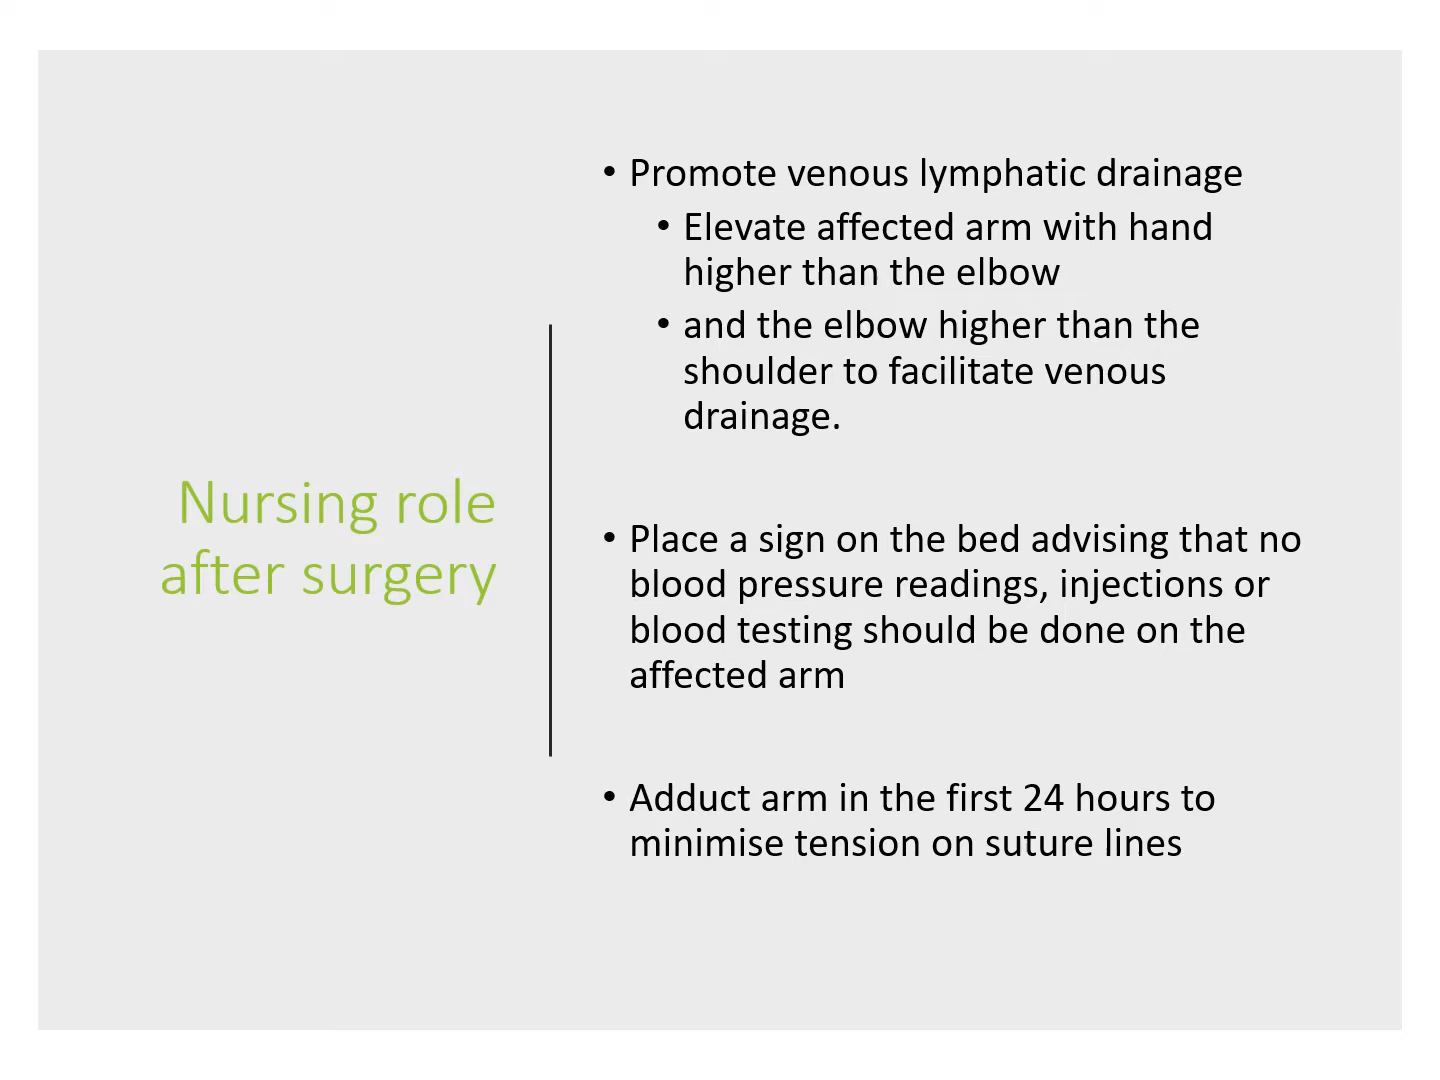 Nursing role
after surgery
• Promote venous lymphatic drainage
• Elevate affected arm with hand
higher than the elbow
• and the elbow higher than the
shoulder to facilitate venous
drainage.
• Place a sign on the bed advising that no
blood pressure readings, injections or
blood testing should be done on the
affected arm
• Adduct arm in the first 24 hours to
minimise tension on suture lines